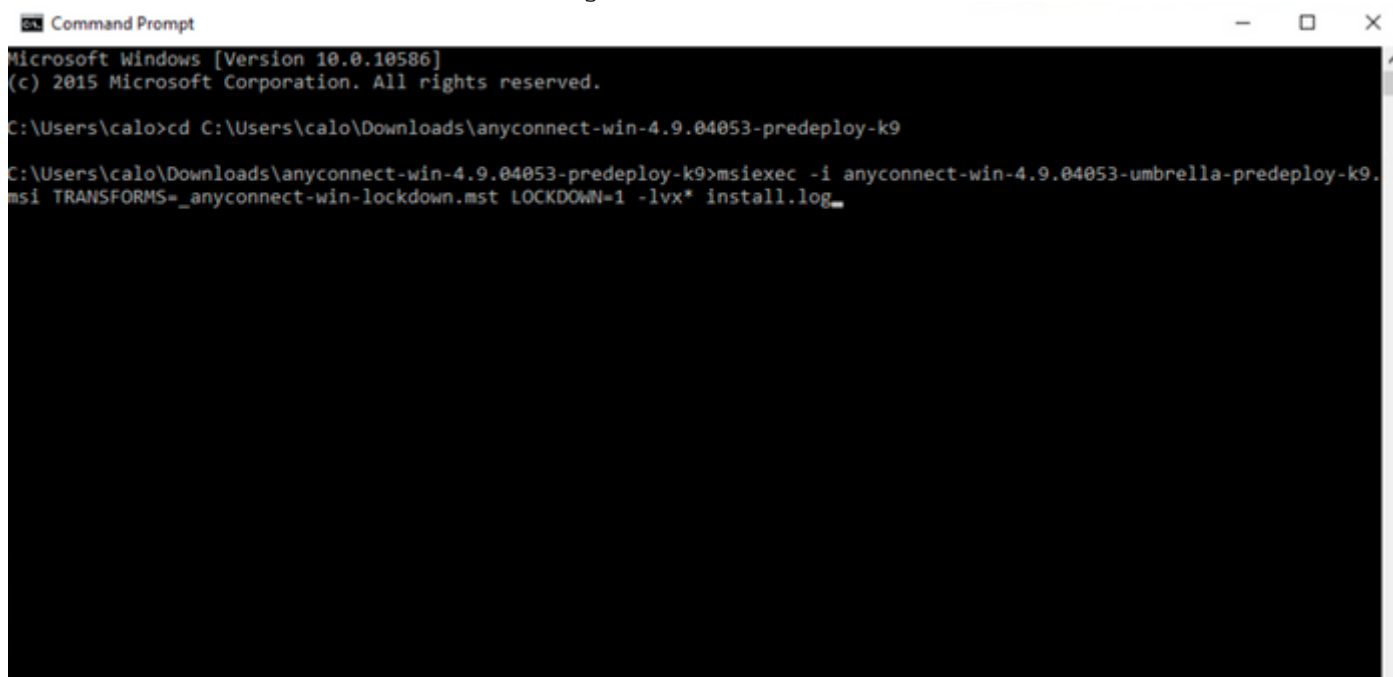 Command Prompt
Microsoft Windows [Version 10.0.10586]
(c) 2015 Microsoft Corporation. All rights reserved.
C:\Users\calo>cd C:\Users\calo\Downloads\anyconnect-win-4.9.04053-predeploy-k9
C:\Users\calo\Downloads\anyconnect-win-4.9.04053-predeploy-k9>msiexec -i anyconnect-win-4.9.04053-umbrella-predeploy-k9.
msi TRANSFORMS=_anyconnect-win-lockdown.mst LOCKDOWN=1 -lvx* install.log